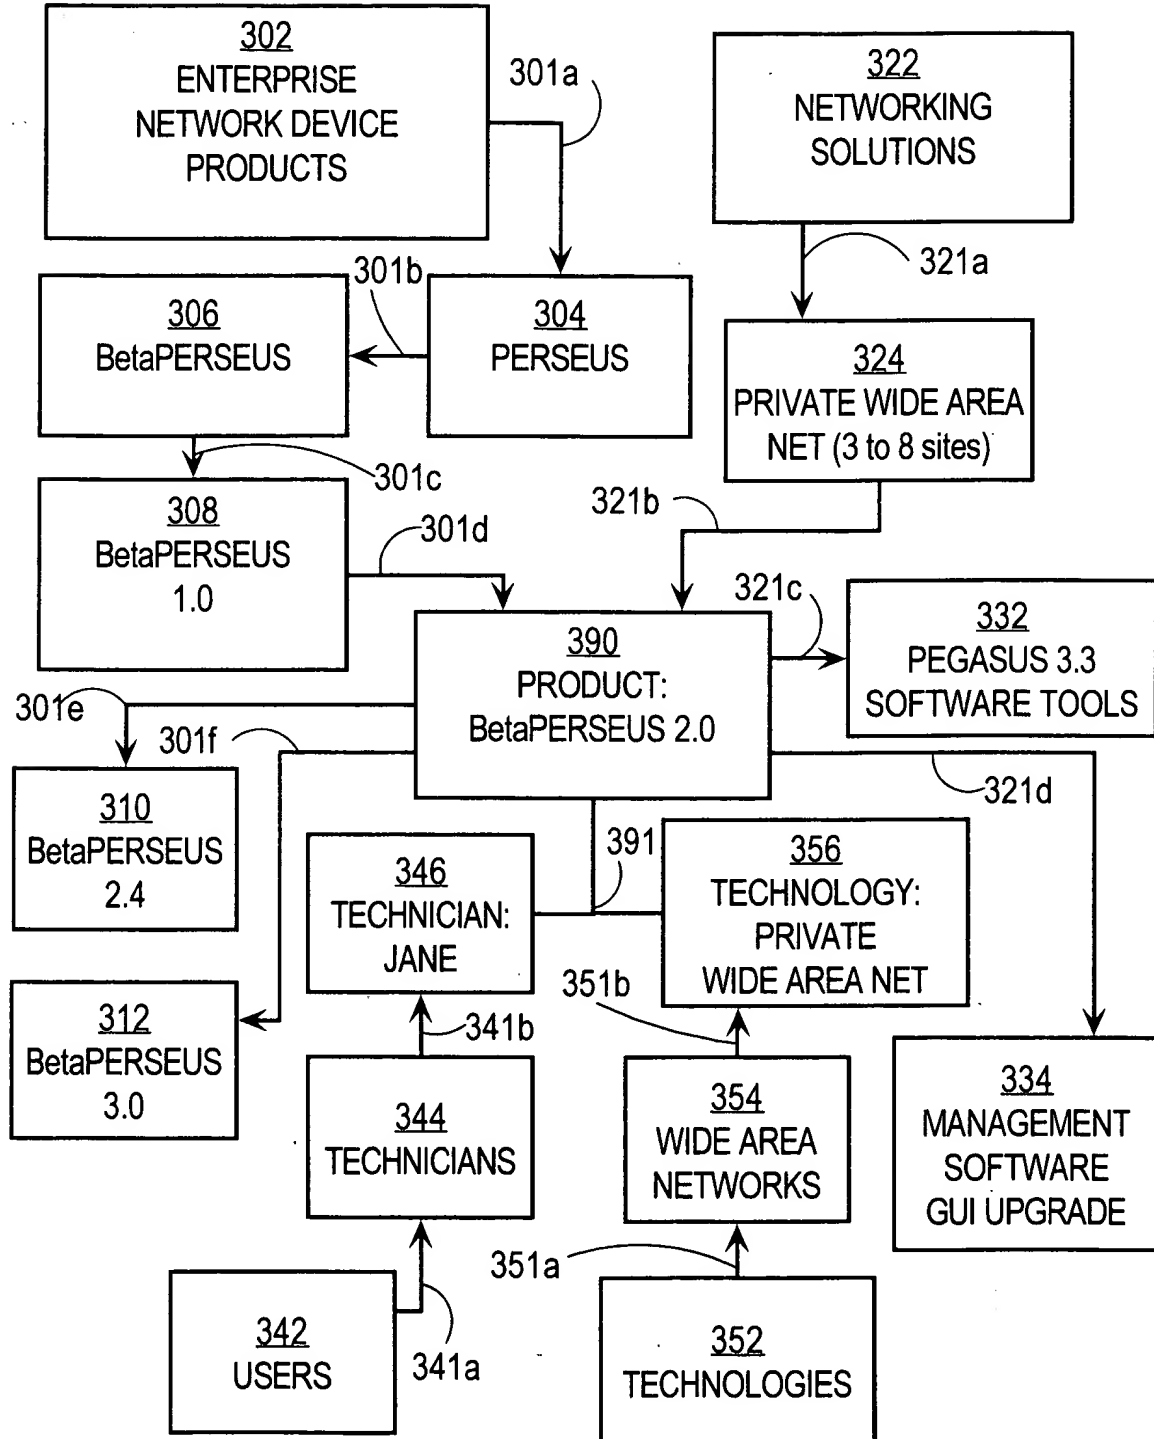 302
ENTERPRISE
NETWORK DEVICE
PRODUCTS
301a
322
NETWORKING
SOLUTIONS
321a
301b
306
BetaPERSEUS
304
PERSEUS
324
PRIVATE WIDE AREA
NET (3 to 8 sites)
301c
308
BetaPERSEUS
1.0
301d
321b
321c
390
PRODUCT:
BetaPERSEUS 2.0
332
PEGASUS 3.3
SOFTWARE TOOLS
301e
301f
321d
310
BetaPERSEUS
2.4
346
TECHNICIAN:
JANE
391
356
TECHNOLOGY:
PRIVATE
WIDE AREA NET
312
BetaPERSEUS
3.0
341b
351b
344
TECHNICIANS
354
WIDE AREA
NETWORKS
334
MANAGEMENT
SOFTWARE
GUI UPGRADE
351a
342
USERS
341a
352
TECHNOLOGIES